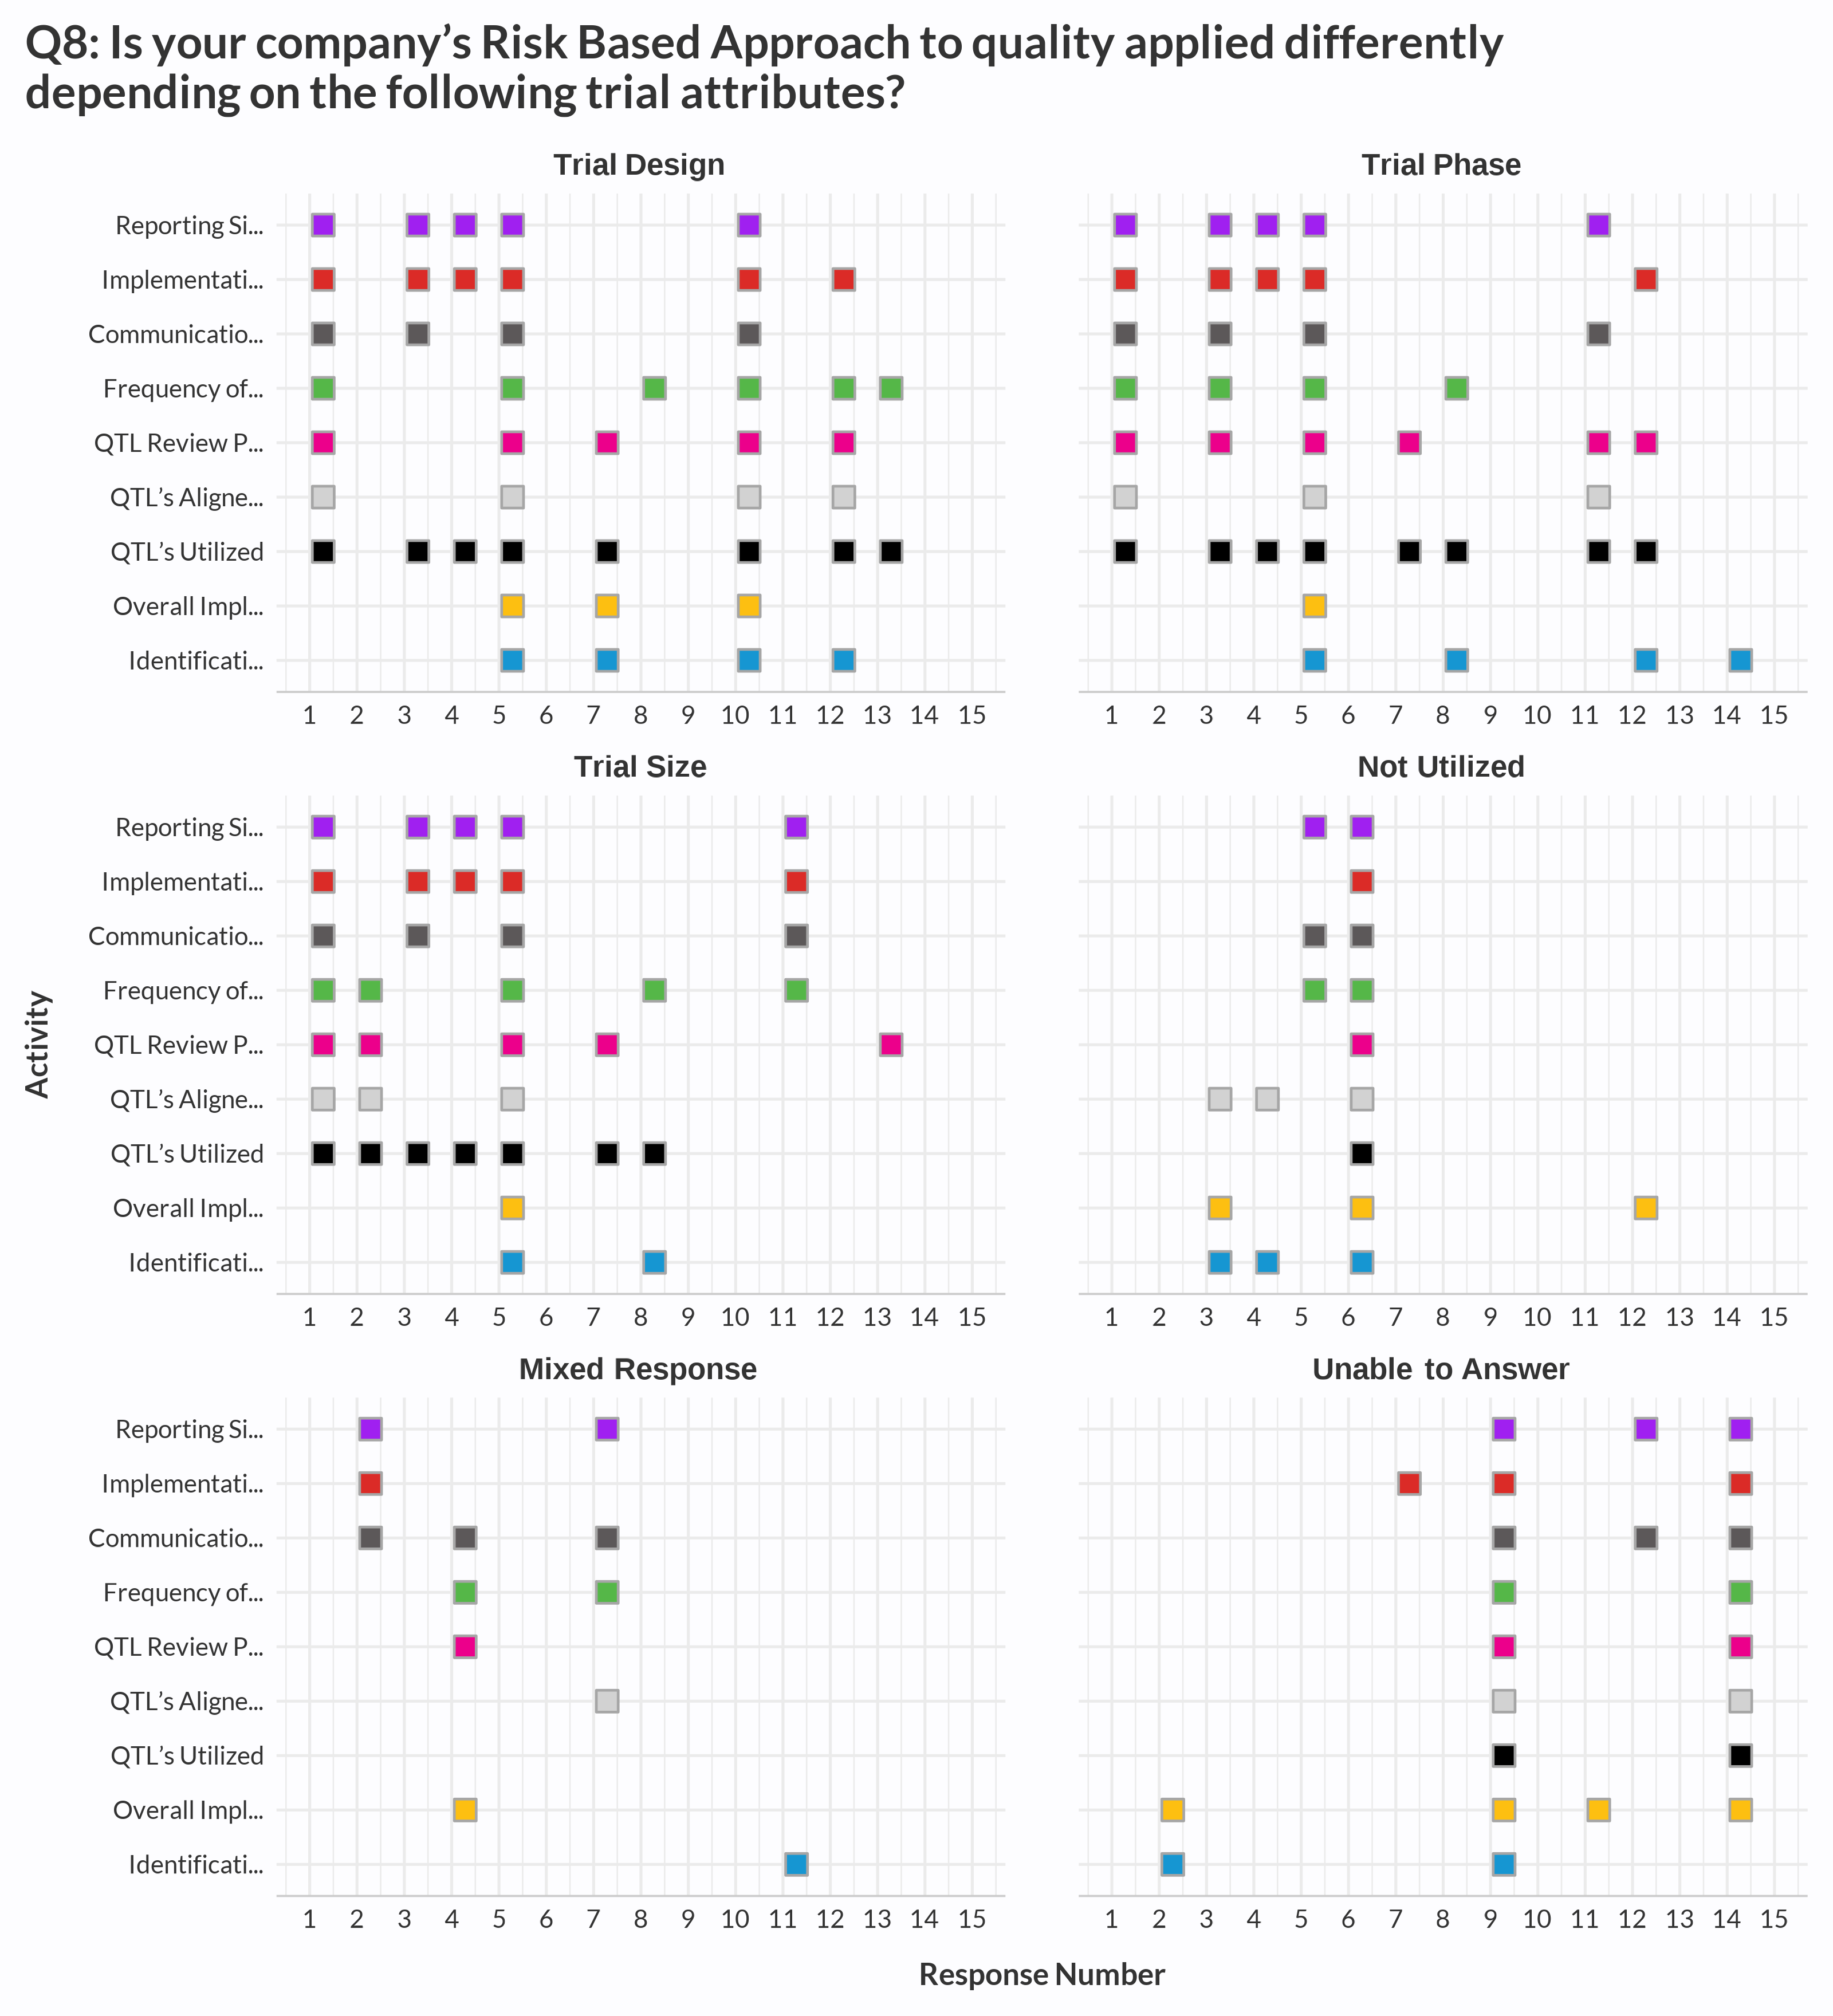 Q8: Is your company’s Risk Based Approach to quality applied differently
depending on the following trial attributes?
Trial Design
Reporting Si...
Implementati...
Communicatio...
Frequency of...
QTL Review P...
QTL’s Aligne...
QTL’s Utilized
Overall Impl...
Identificati...
1 2 3 4 5 6 7 8 9 10 11 12 13 14 15
Trial Phase
1 2 3 4 5 6 7 8 9 10 11 12 13 14 15
Trial Size
Reporting Si...
Implementati...
Communicatio...
Frequency of...
QTL Review P...
QTL’s Aligne...
QTL’s Utilized
Overall Impl...
Identificati...
1 2 3 4 5 6 7 8 9 10 11 12 13 14 15
Not Utilized
1 2 3 4 5 6 7 8 9 10 11 12 13 14 15
Activity
Mixed Response
Reporting Si...
Implementati...
Communicatio...
Frequency of...
QTL Review P...
QTL’s Aligne...
QTL’s Utilized
Overall Impl...
Identificati...
1 2 3 4 5 6 7 8 9 10 11 12 13 14 15
Unable to Answer
1 2 3 4 5 6 7 8 9 10 11 12 13 14 15
Response Number